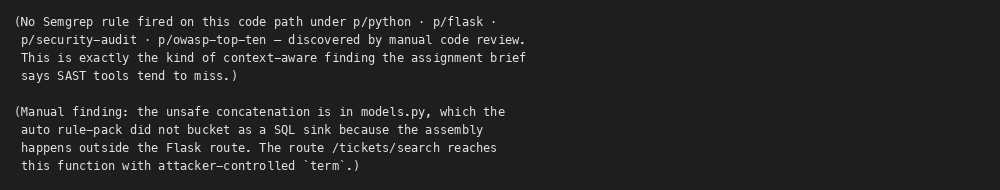 (No Semgrep rule fired on this code path under p/python · p/flask ·
p/security-audit · p/owasp-top-ten — discovered by manual code review.
This is exactly the kind of context-aware finding the assignment brief
says SAST tools tend to miss.)
(Manual finding: the unsafe concatenation is in models.py, which the
auto rule-pack did not bucket as a SQL sink because the assembly
happens outside the Flask route. The route /tickets/search reaches
this function with attacker-controlled `term`.)